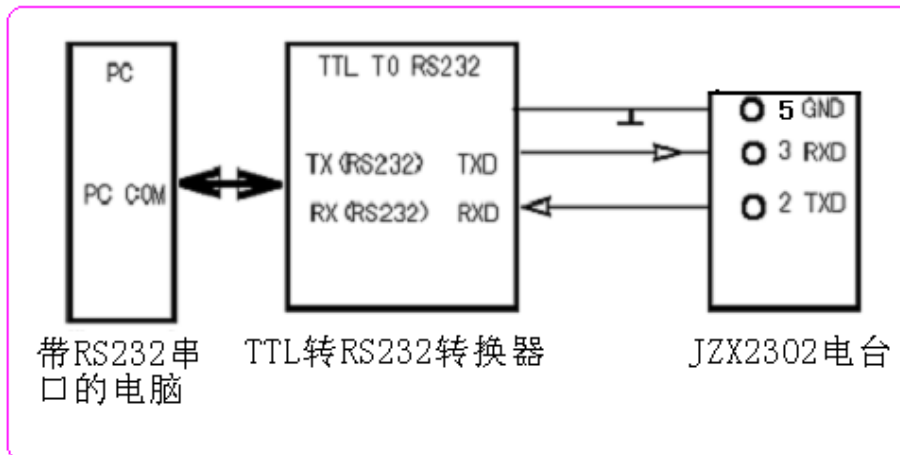 PC
PC COM
TTL TO RS232
TX (RS232) TXD
RX (RS232) RXD
5 GND
3 RXD
2 TXD
带RS232串
口的电脑
TTL转RS232转换器
JZX2302电台